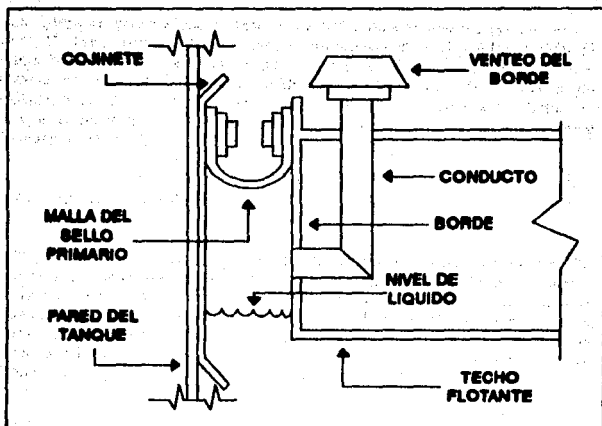 COJINETE
VENTEO DEL
BORDE
CONDUCTO
MALLA DEL
SELLO
PRIMARIO
BORDE
NIVEL DE
LIQUIDO
PARED DEL
TANQUE
TECHO
FLOTANTE